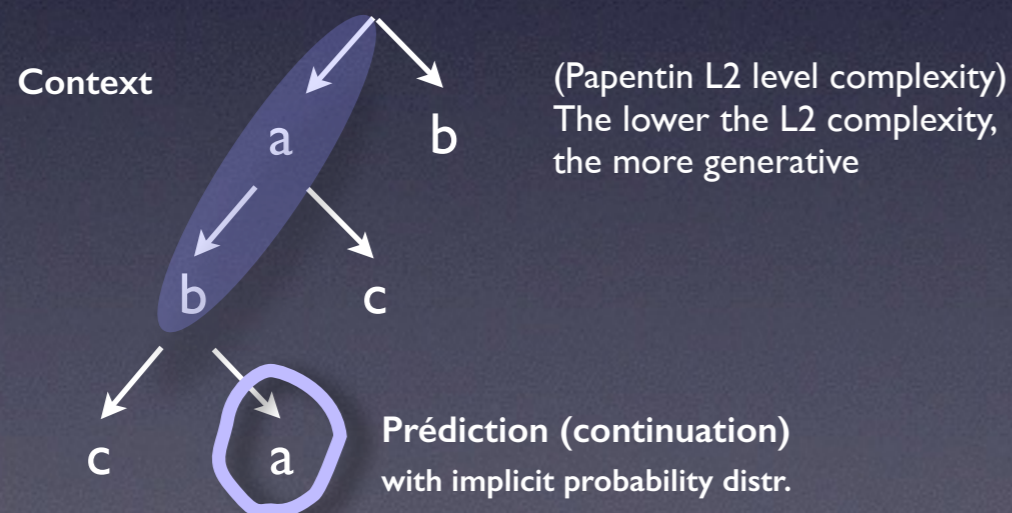 Context
(Papentin L2 level complexity)
The lower the L2 complexity,
the more generative
a
b
b
c
c
a
Prédiction (continuation)
with implicit probability distr.